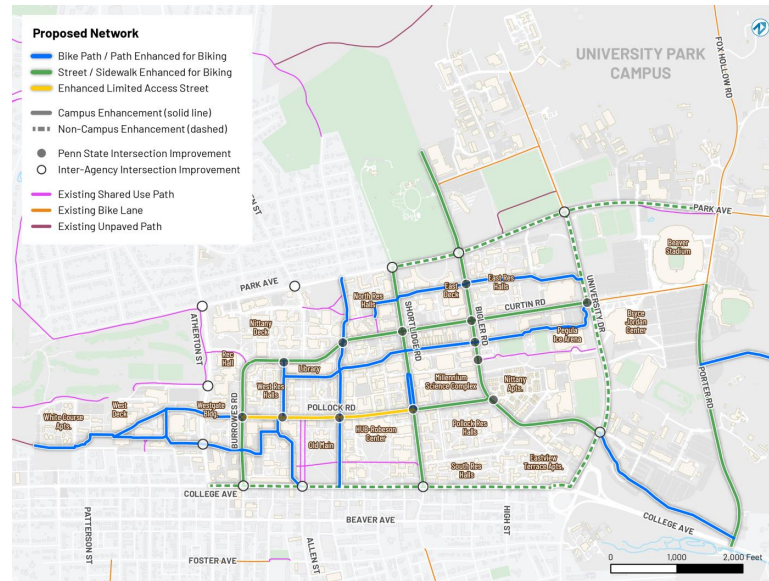 Proposed Network
Bike Path / Path Enhanced for Biking
Street / Sidewalk Enhanced for Biking
Enhanced Limited Access Street
Campus Enhancement (solid line)
Non-Campus Enhancement (dashed)
Penn State Intersection Improvement
Inter-Agency Intersection Improvement
Existing Shared Use Path
Existing Bike Lane
Existing Unpaved Path
UNIVERSITY PARK
CAMPUS
FOX HOLLOW RD
N ST
PARK AVE
Beaver
Stadium
PARK AVE
North Res
Halls
East
Deck
East Res
Halls
UNIVERSITY DR
CURTIN RD
ATHERTON ST
Nittany
Deck
SHORTLIDGE RD
BIGLER RD
Pegula
Ice Arena
Bryce
Jordan
Center
Rec
Hall
Library
West Res
Halls
Millennium
Science Complex
Nittany
Apts.
PORTER RD
White Course
Apts.
West
Deck
Westgate
Bldg.
BURROWES RD
POLLOCK RD
Old Main
HUB-Robeson
Center
Pollock Res
Halls
South Res
Halls
Eastview
Terrace Apts.
COLLEGE AVE
PATTERSON ST
BEAVER AVE
HIGH ST
COLLEGE AVE
ALLEN ST
FOSTER AVE
0 1,000 2,000 Feet